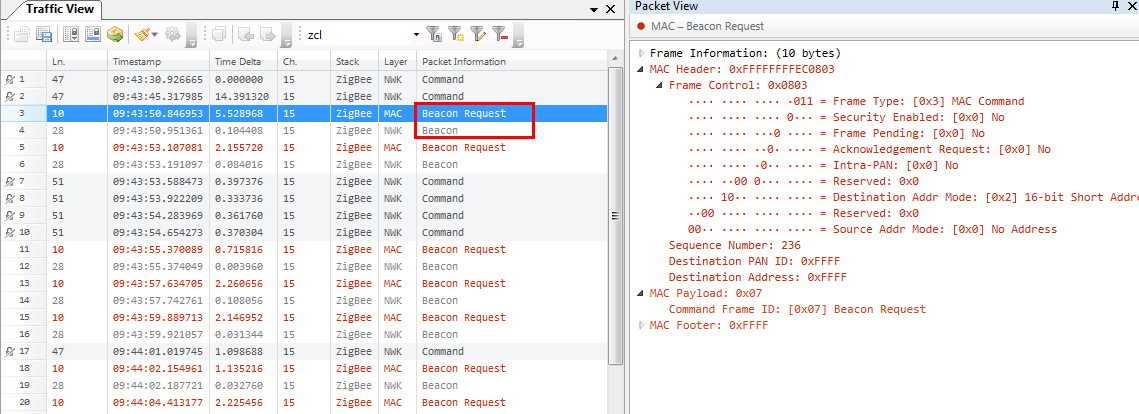 Traffic View
zcl
Ln. Timestamp Time Delta Ch. Stack Layer Packet Information
1 47 09:43:30.926665 0.000000 15 ZigBee NWK Command
2 47 09:43:45.317985 14.391320 15 ZigBee NWK Command
3 10 09:43:50.846953 5.528968 15 ZigBee MAC Beacon Request
4 28 09:43:50.951361 0.104408 15 ZigBee NWK Beacon
5 10 09:43:53.107081 2.155720 15 ZigBee MAC Beacon Request
6 28 09:43:53.191097 0.084016 15 ZigBee NWK Beacon
7 51 09:43:53.588473 0.397376 15 ZigBee NWK Command
8 51 09:43:53.922209 0.333736 15 ZigBee NWK Command
9 51 09:43:54.283969 0.361760 15 ZigBee NWK Command
10 51 09:43:54.654273 0.370304 15 ZigBee NWK Command
11 10 09:43:55.370089 0.715816 15 ZigBee MAC Beacon Request
12 28 09:43:55.374049 0.003960 15 ZigBee NWK Beacon
13 10 09:43:57.634705 2.260656 15 ZigBee MAC Beacon Request
14 28 09:43:57.742761 0.108056 15 ZigBee NWK Beacon
15 10 09:43:59.889713 2.146952 15 ZigBee MAC Beacon Request
16 28 09:43:59.921057 0.031344 15 ZigBee NWK Beacon
17 47 09:44:01.019745 1.098688 15 ZigBee NWK Command
18 10 09:44:02.154961 1.135216 15 ZigBee MAC Beacon Request
19 28 09:44:02.187721 0.032760 15 ZigBee NWK Beacon
20 10 09:44:04.413177 2.225456 15 ZigBee MAC Beacon Request
Packet View
MAC – Beacon Request
Frame Information: (10 bytes)
MAC Header: 0xFFFFFFFFEC0803
Frame Control: 0x0803
.... .... .... .011 = Frame Type: [0x3] MAC Command
.... .... .... 0... = Security Enabled: [0x0] No
.... .... ...0 .... = Frame Pending: [0x0] No
.... .... ..0. .... = Acknowledgement Request: [0x0] No
.... .... .0.. .... = Intra-PAN: [0x0] No
.... ..00 0... .... = Reserved: 0x0
.... 10.. .... .... = Destination Addr Mode: [0x2] 16-bit Short Addre
..00 .... .... .... = Reserved: 0x0
00.. .... .... .... = Source Addr Mode: [0x0] No Address
Sequence Number: 236
Destination PAN ID: 0xFFFF
Destination Address: 0xFFFF
MAC Payload: 0x07
Command Frame ID: [0x07] Beacon Request
MAC Footer: 0xFFFF